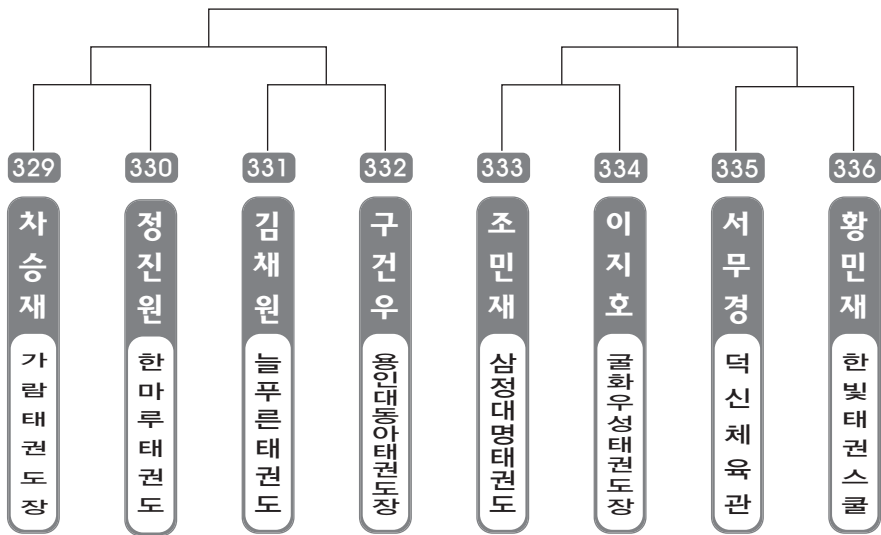 329
330
331
332
333
334
335
336
차승재
정진원
김채원
구건우
조민재
이지호
서무경
황민재
가람태권도장
한마루태권도
늘푸른태권도
용인대동아태권도장
삼정대명태권도
굴화우성태권도장
덕신체육관
한빛태권스쿨